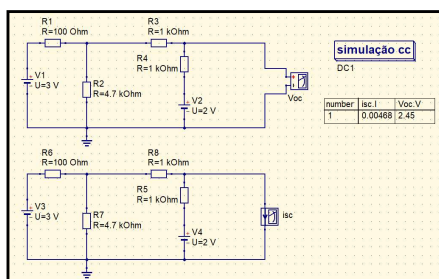 R1
R=100 Ohm
R3
R=1 kOhm
R4
R=1 kOhm
V1
U=3 V
R2
R=4.7 kOhm
V2
U=2 V
Voc
simulação cc
DC1
number isc.I Voc.V
1 0.00468 2.45
R6
R=100 Ohm
R8
R=1 kOhm
R5
R=1 kOhm
V3
U=3 V
R7
R=4.7 kOhm
V4
U=2 V
isc